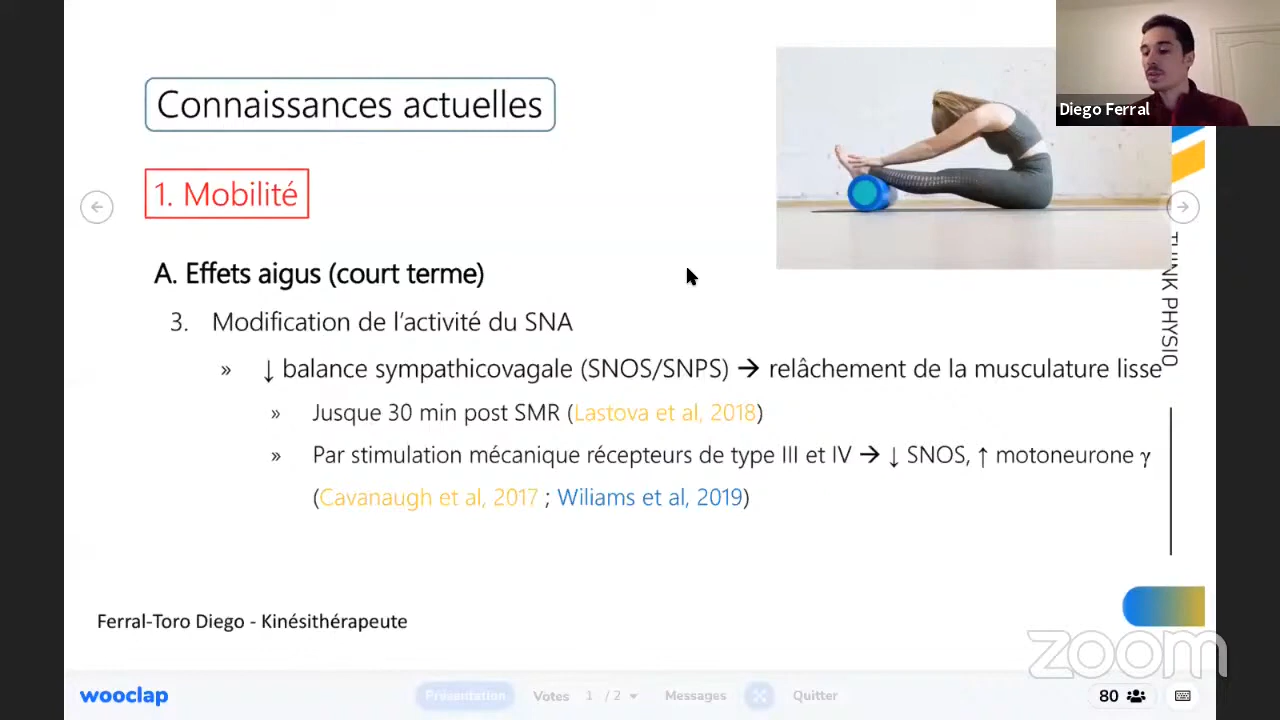 Connaissances actuelles
Diego Ferral
1. Mobilité
THINK PHYSIO
A. Effets aigus (court terme)
3. Modification de l'activité du SNA
» ↓ balance sympathicovagale (SNOS/SNPS) → relâchement de la musculature lisse
» Jusque 30 min post SMR (Lastova et al, 2018)
» Par stimulation mécanique récepteurs de type III et IV → ↓ SNOS, ↑ motoneurone γ
(Cavanaugh et al, 2017 ; Wiliams et al, 2019)
Ferral-Toro Diego - Kinésithérapeute
zoom
wooclap Présentation Votes 1 / 2 Messages Quitter 80